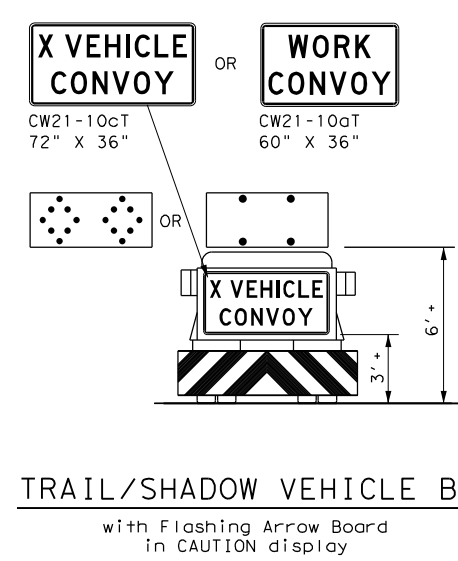 X VEHICLE
CONVOY
OR
WORK
CONVOY
CW21-10cT
72" X 36"
CW21-10aT
60" X 36"
OR
X VEHICLE
CONVOY
6' +
3' +
TRAIL/SHADOW VEHICLE B
with Flashing Arrow Board
in CAUTION display